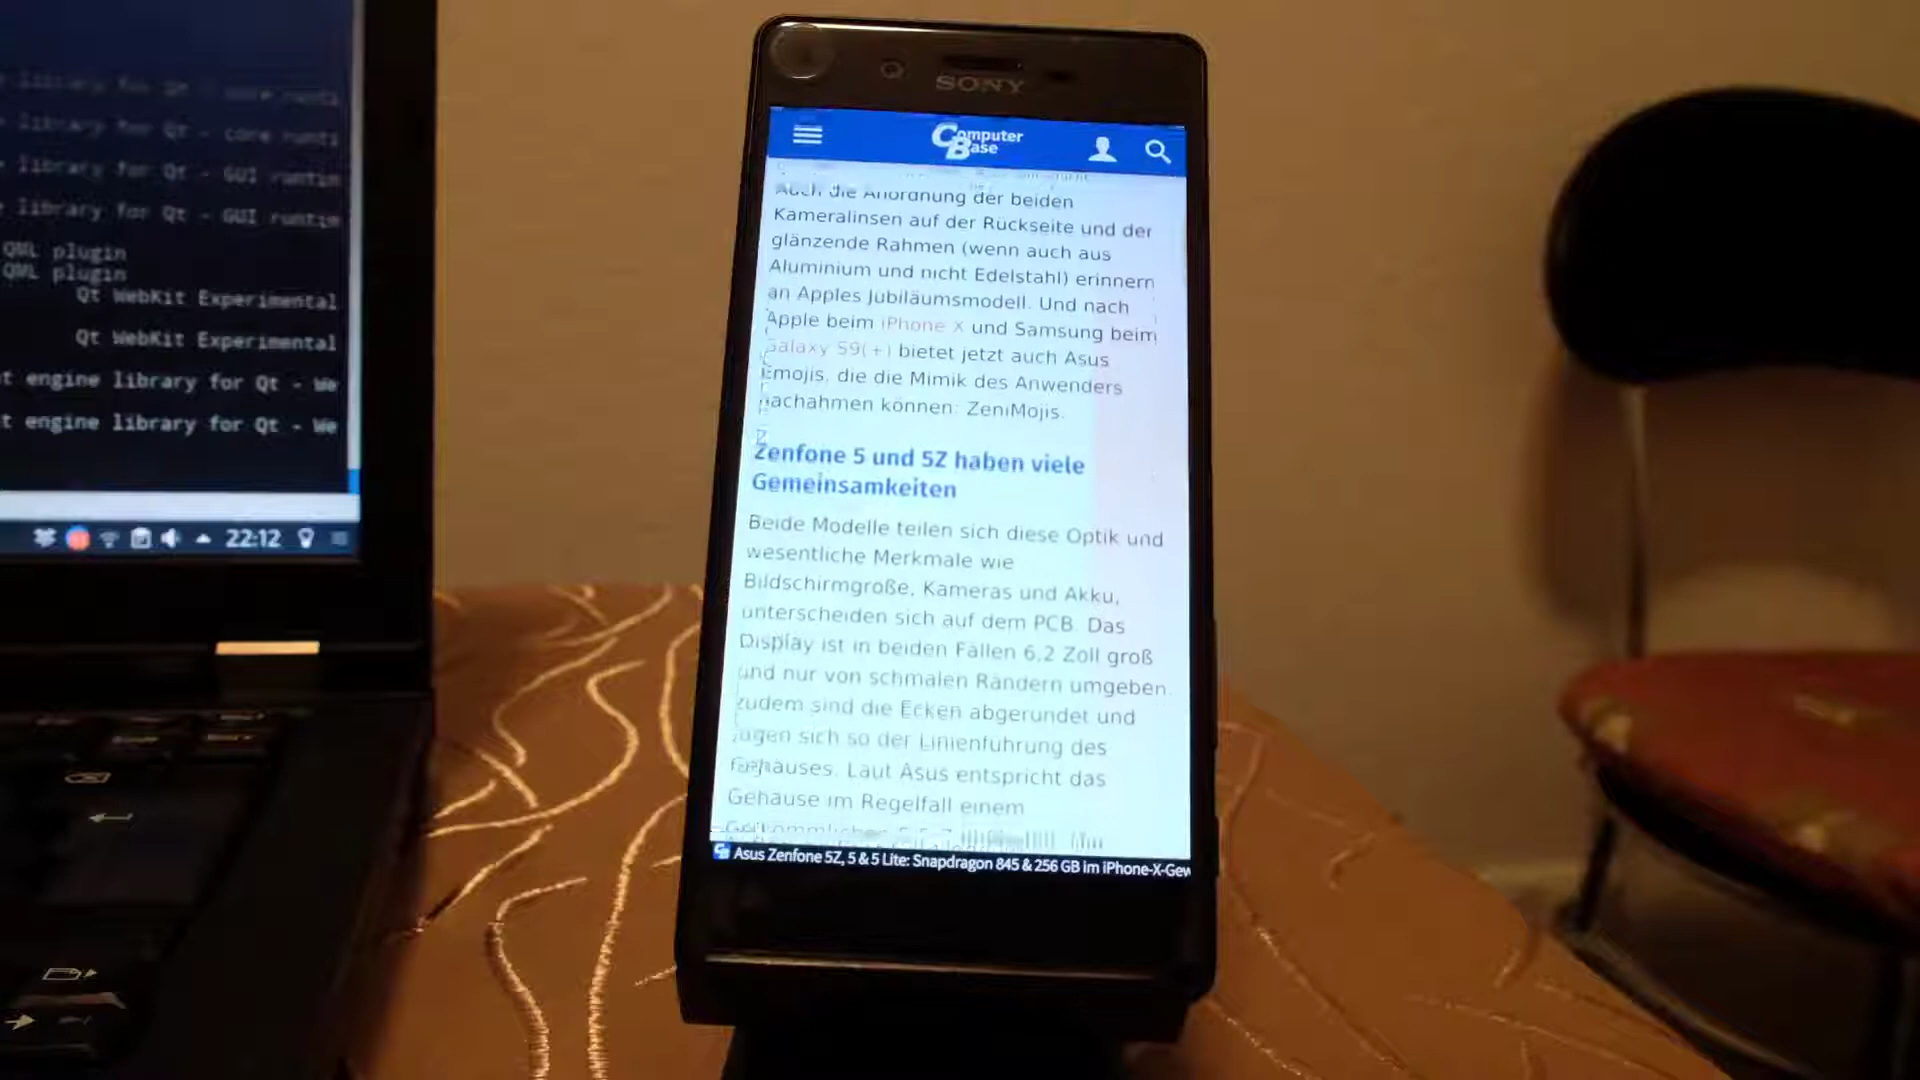 library for Qt - core runti
library for Qt - core runti
library for Qt - GUI runtim
library for Qt - GUI runtim
QML plugin
QML plugin
Qt WebKit Experimental
Qt WebKit Experimental
t engine library for Qt - We
t engine library for Qt - We
22:12
SONY
Computer
Base
Auch die Anordnung der beiden
Kameralinsen auf der Rückseite und der
glänzende Rahmen (wenn auch aus
Aluminium und nicht Edelstahl) erinnern
an Apples Jubiläumsmodell. Und nach
Apple beim iPhone X und Samsung beim
Galaxy S9(+) bietet jetzt auch Asus
Emojis, die die Mimik des Anwenders
nachahmen können: ZeniMojis.
Zenfone 5 und 5Z haben viele
Gemeinsamkeiten
Beide Modelle teilen sich diese Optik und
wesentliche Merkmale wie
Bildschirmgröße, Kameras und Akku,
unterscheiden sich auf dem PCB. Das
Display ist in beiden Fällen 6,2 Zoll groß
und nur von schmalen Rändern umgeben,
zudem sind die Ecken abgerundet und
fügen sich so der Linienführung des
Gehäuses. Laut Asus entspricht das
Gehäuse im Regelfall einem
Asus Zenfone 5Z, 5 & 5 Lite: Snapdragon 845 & 256 GB im iPhone-X-Gew